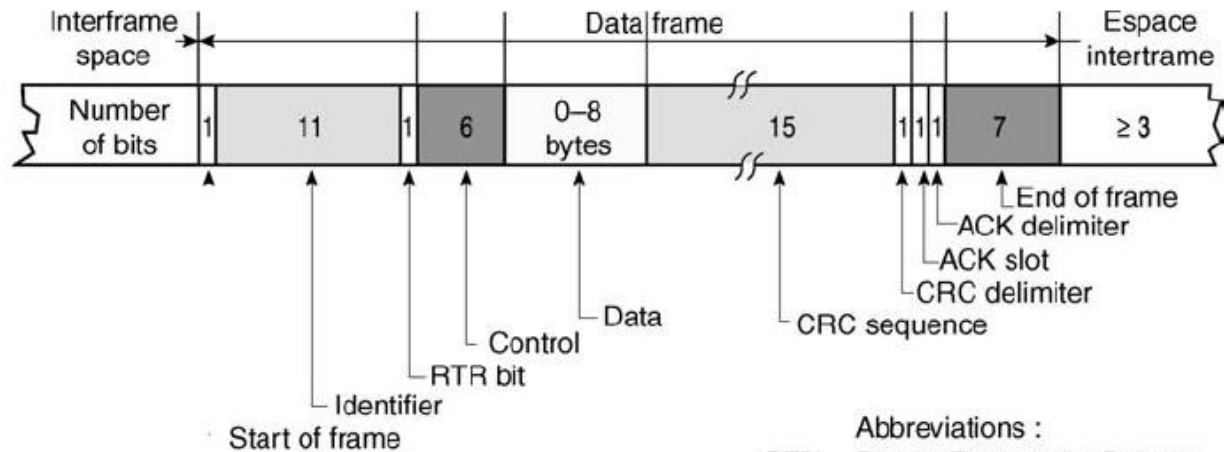 Interframe space
Data frame
Espace intertrame
Number of bits
1
11
1
6
0–8 bytes
15
1
1
1
7
≥ 3
End of frame
ACK delimiter
ACK slot
CRC delimiter
CRC sequence
Data
Control
RTR bit
Identifier
Start of frame
Abbreviations :